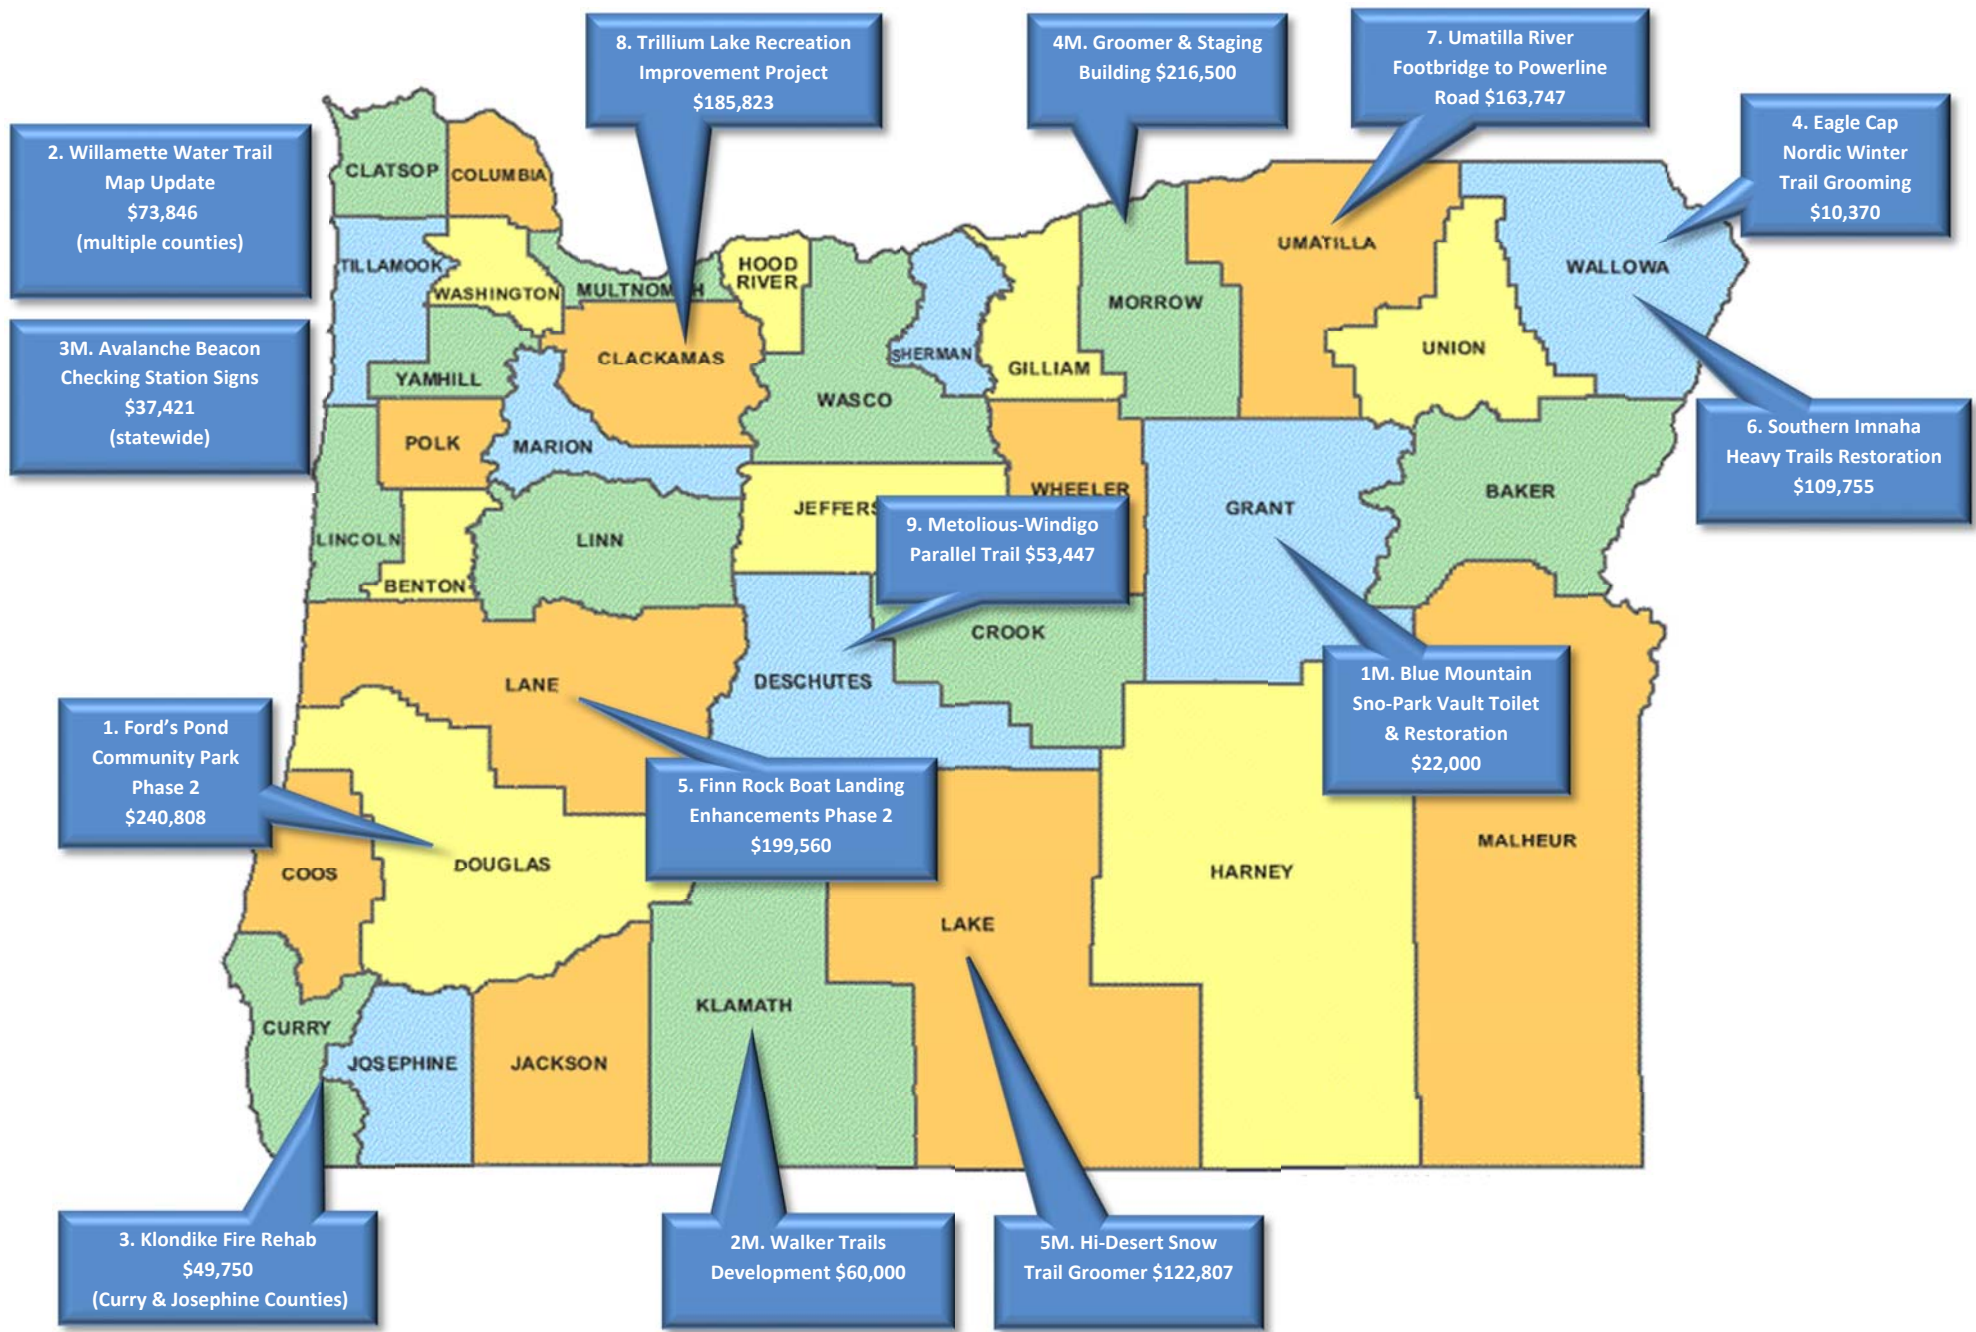 8. Trillium Lake Recreation
Improvement Project
$185,823
4M. Groomer & Staging
Building $216,500
7. Umatilla River
Footbridge to Powerline
Road $163,747
4. Eagle Cap
Nordic Winter
Trail Grooming
$10,370
2. Willamette Water Trail
Map Update
$73,846
(multiple counties)
3M. Avalanche Beacon
Checking Station Signs
$37,421
(statewide)
6. Southern Imnaha
Heavy Trails Restoration
$109,755
9. Metolious-Windigo
Parallel Trail $53,447
1M. Blue Mountain
Sno-Park Vault Toilet
& Restoration
$22,000
1. Ford's Pond
Community Park
Phase 2
$240,808
5. Finn Rock Boat Landing
Enhancements Phase 2
$199,560
3. Klondike Fire Rehab
$49,750
(Curry & Josephine Counties)
2M. Walker Trails
Development $60,000
5M. Hi-Desert Snow
Trail Groomer $122,807
CLATSOP
COLUMBIA
TILLAMOOK
WASHINGTON
MULTNOMAH
HOOD
RIVER
UMATILLA
WALLOWA
MORROW
CLACKAMAS
SHERMAN
GILLIAM
UNION
YAMHILL
WASCO
POLK
MARION
WHEELER
BAKER
JEFFERS
GRANT
LINCOLN
LINN
BENTON
CROOK
LANE
DESCHUTES
MALHEUR
DOUGLAS
COOS
HARNEY
LAKE
KLAMATH
CURRY
JOSEPHINE
JACKSON